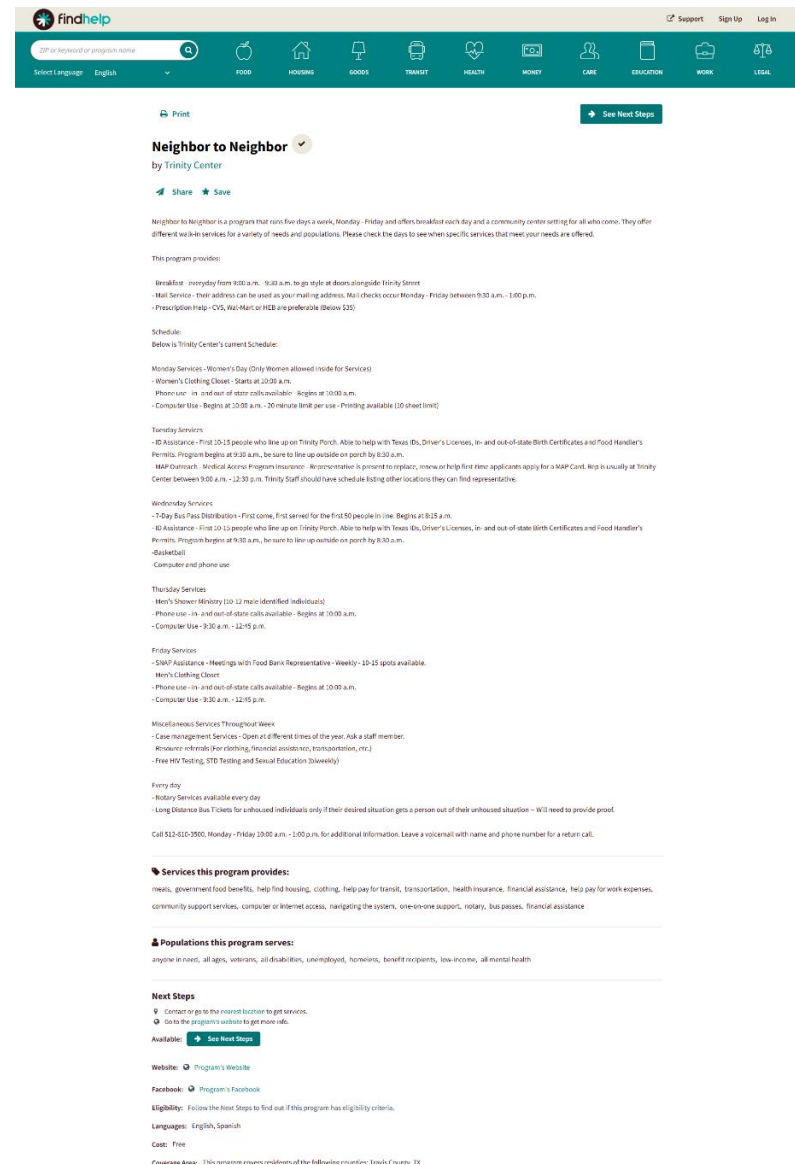 findhelp
Support Sign Up Log In
ZIP or keyword or program name
Select Language English
FOOD HOUSING GOODS TRANSIT HEALTH MONEY CARE EDUCATION WORK LEGAL
Print
See Next Steps
Neighbor to Neighbor
by Trinity Center
Share Save
Neighbor to Neighbor is a program that runs five days a week, Monday - Friday and offers breakfast each day and a community center setting for all who come. They offer
different walk-in services for a variety of needs and populations. Please check the days to see when specific services that meet your needs are offered.
This program provides:
- Breakfast - everyday from 9:00 a.m. - 9:30 a.m. to go style at doors alongside Trinity Street
- Mail Service - their address can be used as your mailing address. Mail checks occur Monday - Friday between 9:30 a.m. - 1:00 p.m.
- Prescription Help - CVS, Wal-Mart or HEB are preferable (Below $35)
Schedule:
Below is Trinity Center's current Schedule:
Monday Services - Women's Day (Only Women allowed Inside for Services)
- Women's Clothing Closet - Starts at 10:00 a.m.
- Phone use - in- and out-of-state calls available - Begins at 10:00 a.m.
- Computer Use - Begins at 10:00 a.m. - 20 minute limit per use - Printing available (10 sheet limit)
Tuesday Services
- ID Assistance - First 10-15 people who line up on Trinity Porch. Able to help with Texas IDs, Driver's Licenses, in- and out-of-state Birth Certificates and Food Handler's
Permits. Program begins at 9:30 a.m., be sure to line up outside on porch by 8:30 a.m.
- MAP Outreach - Medical Access Program Insurance - Representative is present to replace, renew or help first time applicants apply for a MAP Card. Rep is usually at Trinity
Center between 9:00 a.m. - 12:30 p.m. Trinity Staff should have schedule listing other locations they can find representative.
Wednesday Services
- 7-Day Bus Pass Distribution - First come, first served for the first 50 people in line. Begins at 8:15 a.m.
- ID Assistance - First 10-15 people who line up on Trinity Porch. Able to help with Texas IDs, Driver's Licenses, in- and out-of-state Birth Certificates and Food Handler's
Permits. Program begins at 9:30 a.m., be sure to line up outside on porch by 8:30 a.m.
-Basketball
-Computer and phone use
Thursday Services
- Men's Shower Ministry (10-12 male identified individuals)
- Phone use - in- and out-of-state calls available - Begins at 10:00 a.m.
- Computer Use - 9:30 a.m. - 12:45 p.m.
Friday Services
- SNAP Assistance - Meetings with Food Bank Representative - Weekly - 10-15 spots available.
- Men's Clothing Closet
- Phone use - in- and out-of-state calls available - Begins at 10:00 a.m.
- Computer Use - 9:30 a.m. - 12:45 p.m.
Miscellaneous Services Throughout Week
- Case management Services - Open at different times of the year. Ask a staff member.
- Resource referrals (For clothing, financial assistance, transportation, etc.)
- Free HIV Testing, STD Testing and Sexual Education (biweekly)
Every day
- Notary Services available every day
- Long Distance Bus Tickets for unhoused individuals only if their desired situation gets a person out of their unhoused situation -- Will need to provide proof.
Call 512-610-3500, Monday - Friday 10:00 a.m. - 1:00 p.m. for additional information. Leave a voicemail with name and phone number for a return call.
Services this program provides:
meals, government food benefits, help find housing, clothing, help pay for transit, transportation, health insurance, financial assistance, help pay for work expenses,
community support services, computer or internet access, navigating the system, one-on-one support, notary, bus passes, financial assistance
Populations this program serves:
anyone in need, all ages, veterans, all disabilities, unemployed, homeless, benefit recipients, low-income, all mental health
Next Steps
Contact or go to the nearest location to get services.
Go to the program's website to get more info.
Available: See Next Steps
Website: Program's Website
Facebook: Program's Facebook
Eligibility: Follow the Next Steps to find out if this program has eligibility criteria.
Languages: English, Spanish
Cost: Free
Coverage Area: This program covers residents of the following counties: Travis County, TX